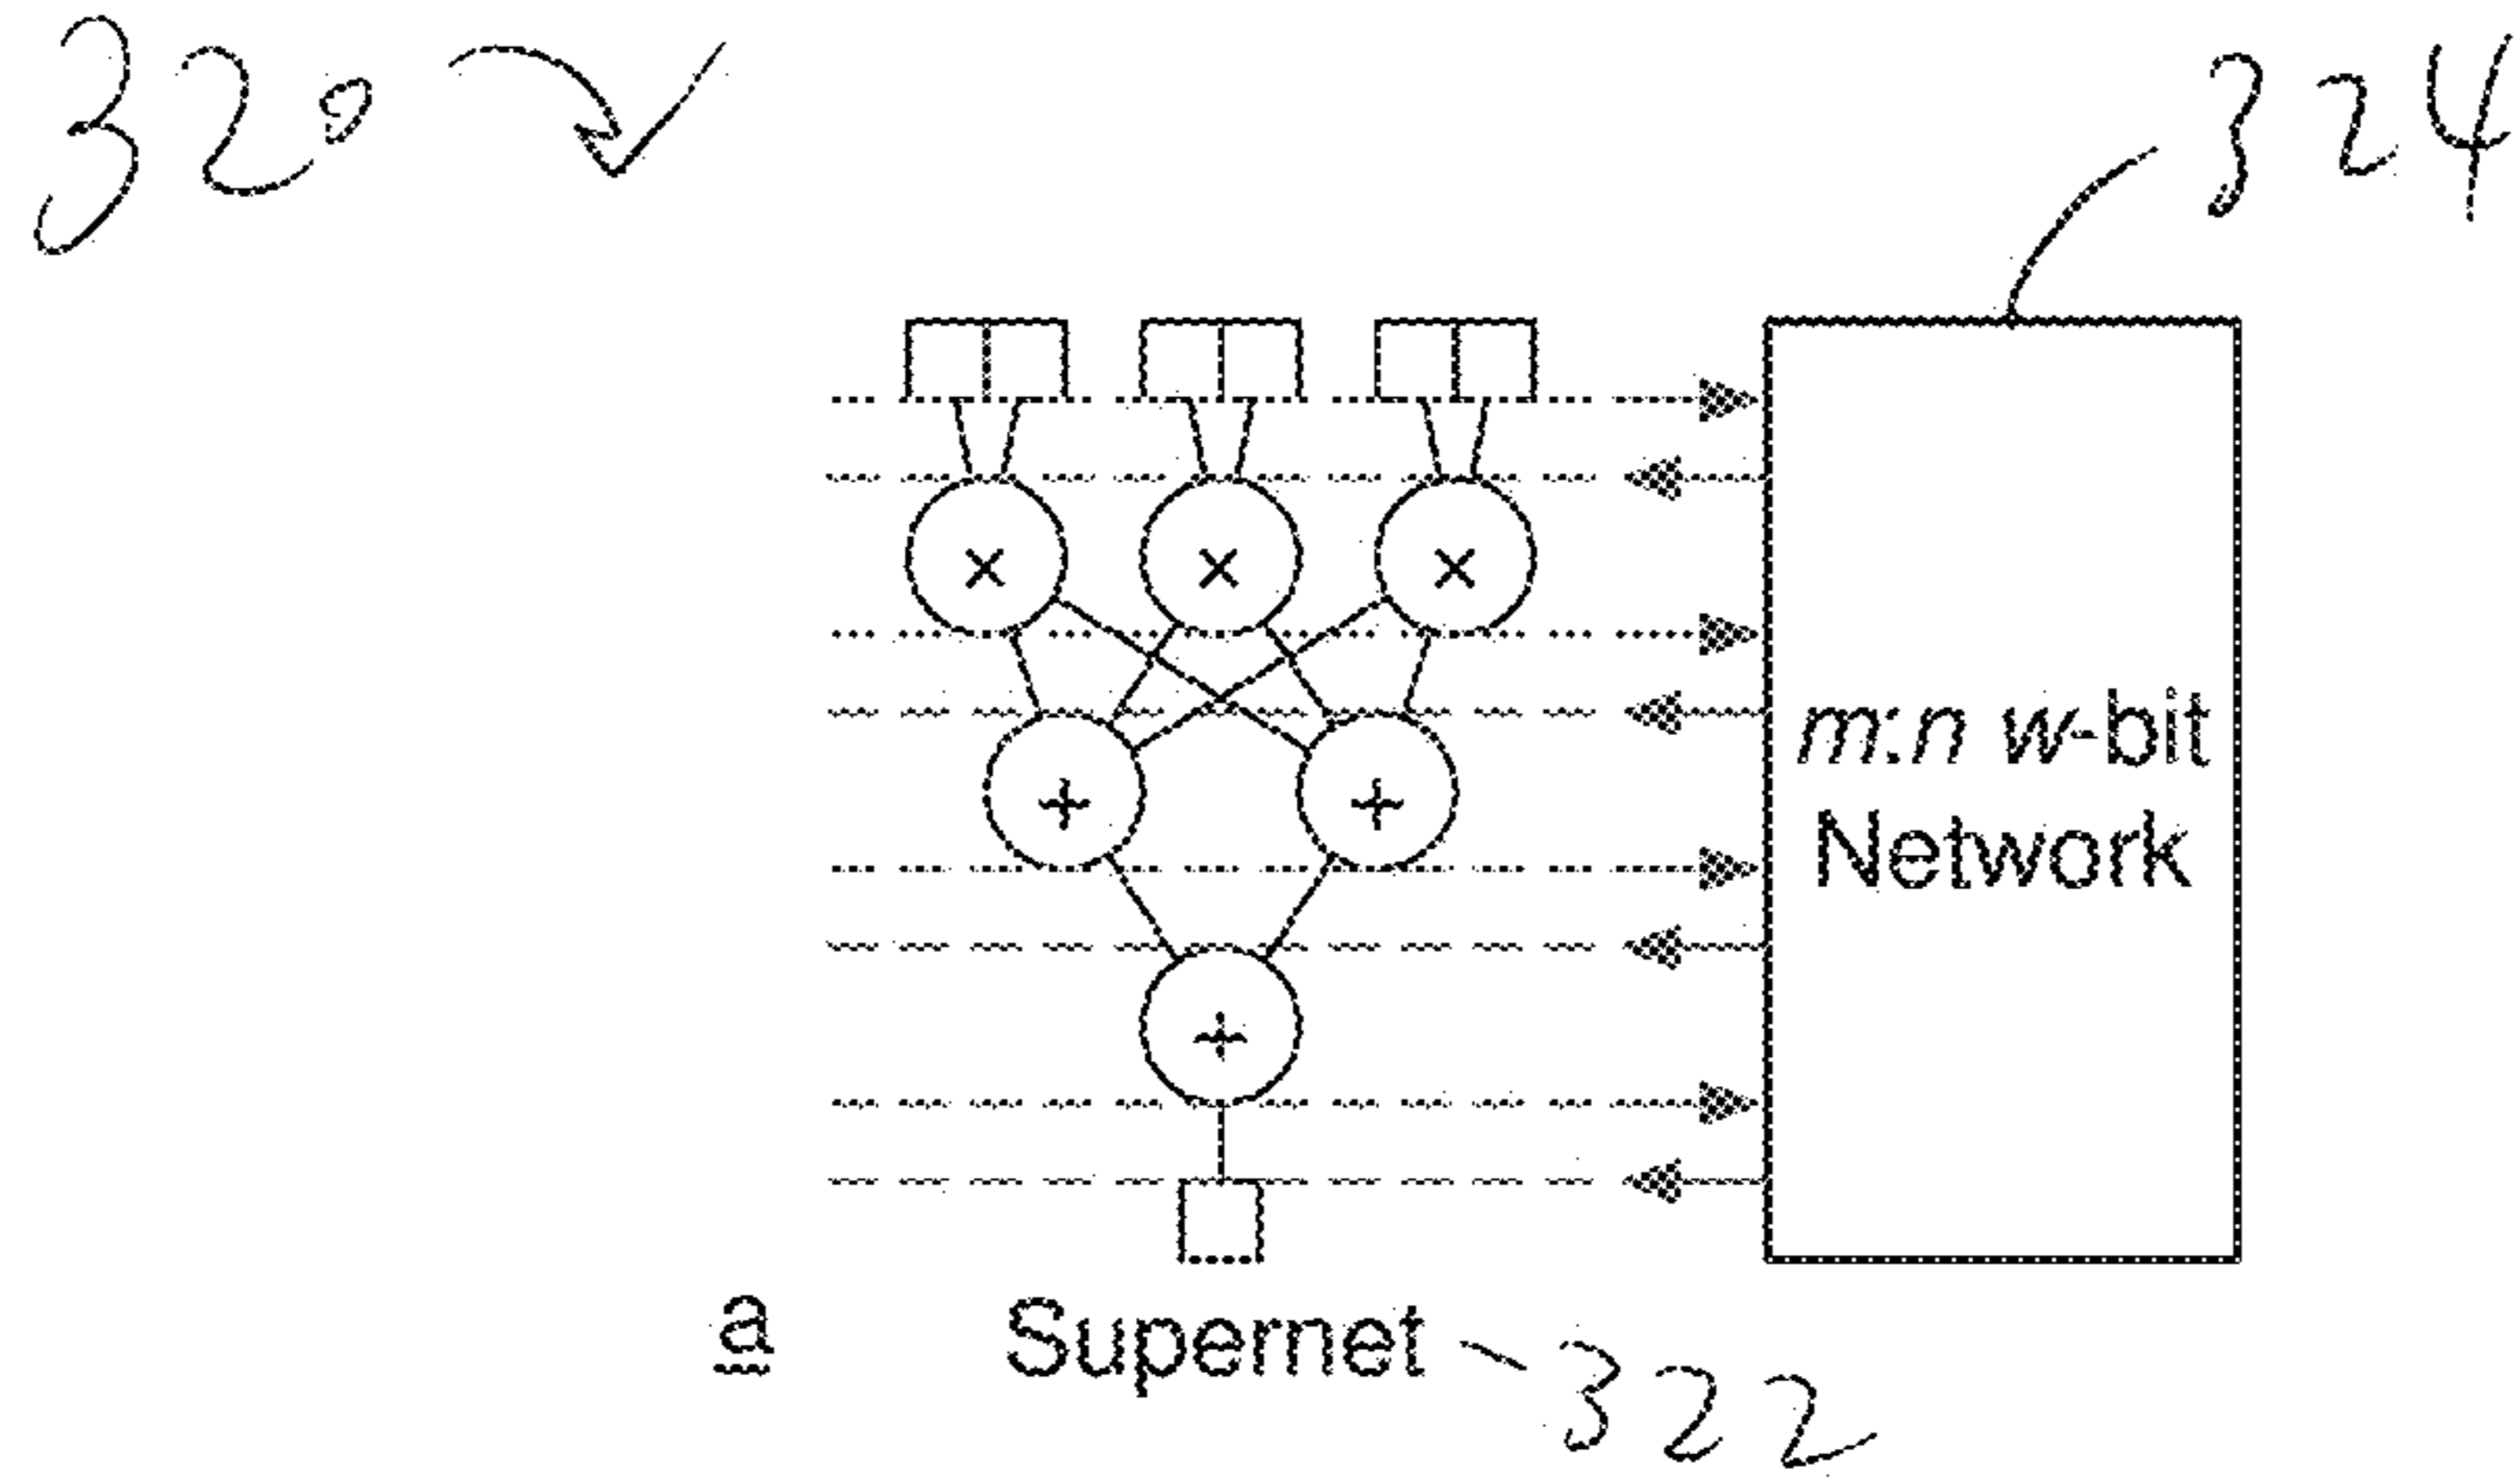 320
324
×
×
×
m:n w-bit
Network
+
+
+
a
Supernet
322